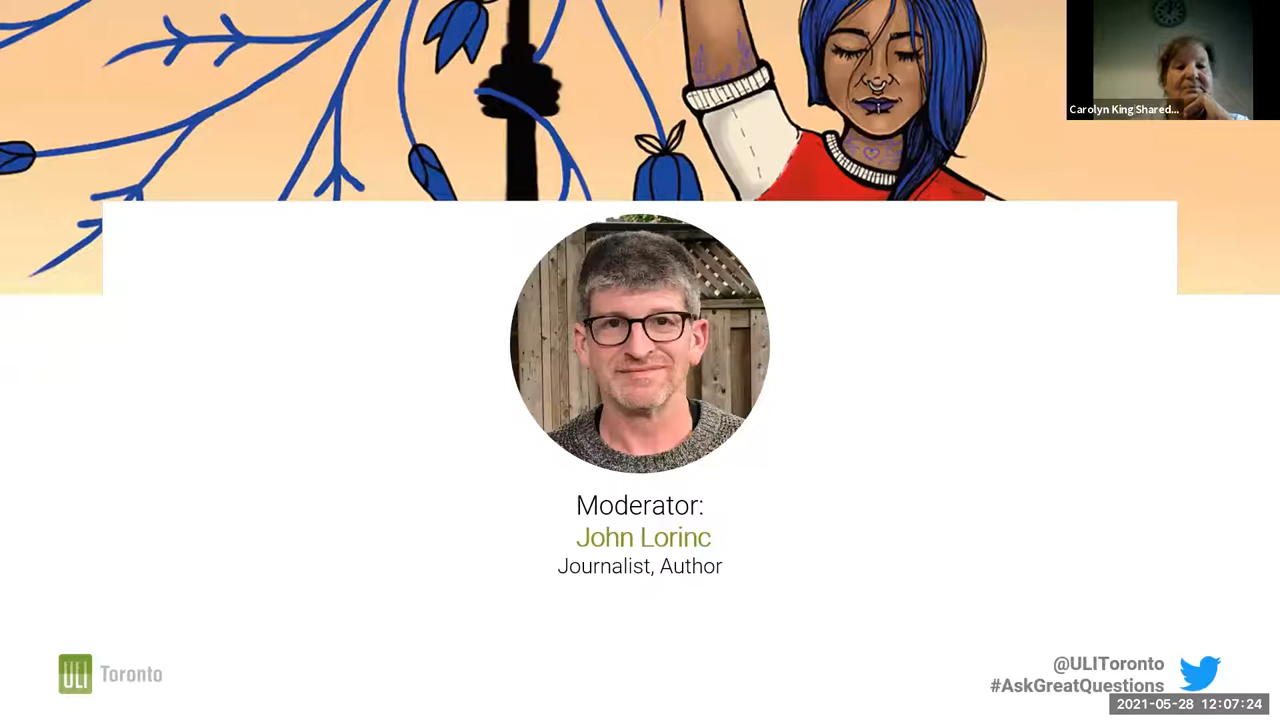 Carolyn King Shared...
Moderator:
John Lorinc
Journalist, Author
ULI Toronto
@ULIToronto
#AskGreatQuestions
2021-05-28 12:07:24